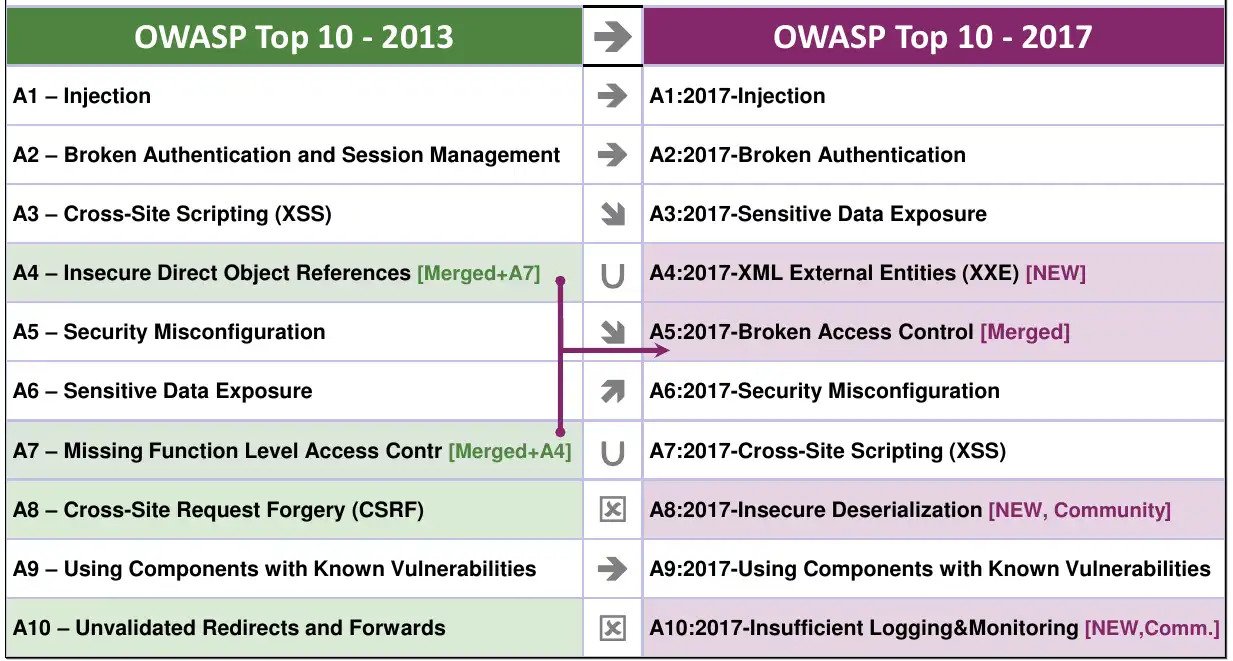 OWASP Top 10 - 2013
OWASP Top 10 - 2017
A1 – Injection
A1:2017-Injection
A2 – Broken Authentication and Session Management
A2:2017-Broken Authentication
A3 – Cross-Site Scripting (XSS)
A3:2017-Sensitive Data Exposure
A4 – Insecure Direct Object References [Merged+A7]
A4:2017-XML External Entities (XXE) [NEW]
A5 – Security Misconfiguration
A5:2017-Broken Access Control [Merged]
A6 – Sensitive Data Exposure
A6:2017-Security Misconfiguration
A7 – Missing Function Level Access Contr [Merged+A4]
A7:2017-Cross-Site Scripting (XSS)
A8 – Cross-Site Request Forgery (CSRF)
A8:2017-Insecure Deserialization [NEW, Community]
A9 – Using Components with Known Vulnerabilities
A9:2017-Using Components with Known Vulnerabilities
A10 – Unvalidated Redirects and Forwards
A10:2017-Insufficient Logging&Monitoring [NEW,Comm.]